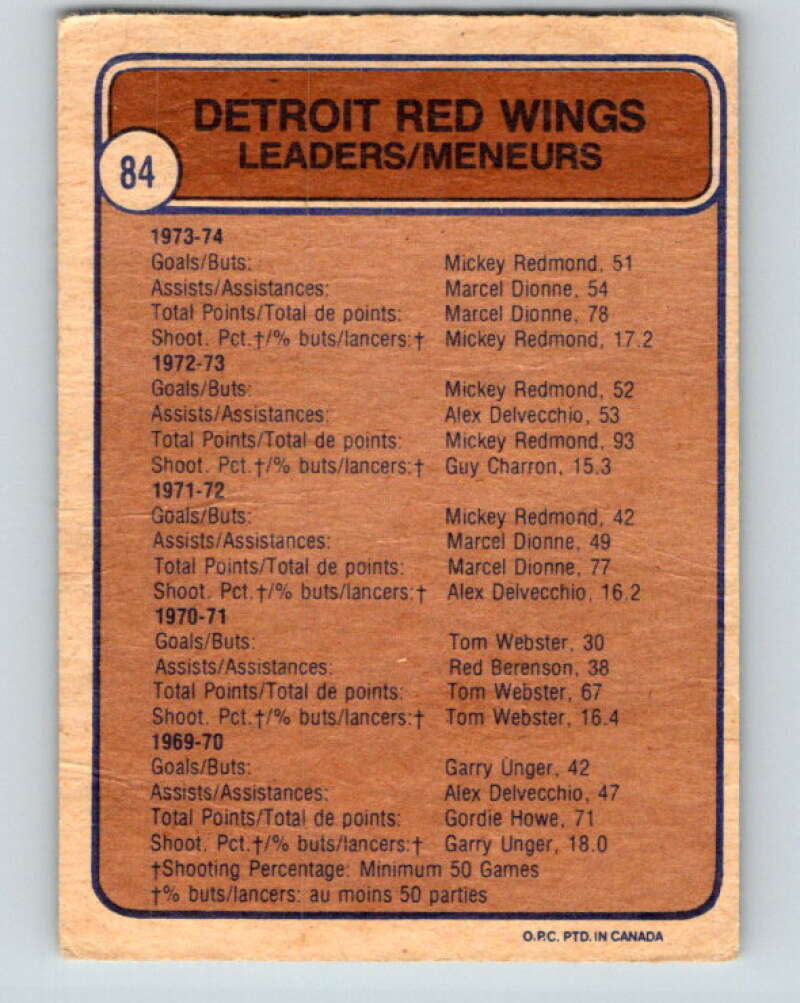 DETROIT RED WINGS
LEADERS/MENEURS
84
1973-74
Goals/Buts: Mickey Redmond, 51
Assists/Assistances: Marcel Dionne, 54
Total Points/Total de points: Marcel Dionne, 78
Shoot. Pct.†/% buts/lancers:† Mickey Redmond, 17.2
1972-73
Goals/Buts: Mickey Redmond, 52
Assists/Assistances: Alex Delvecchio, 53
Total Points/Total de points: Mickey Redmond, 93
Shoot. Pct.†/% buts/lancers:† Guy Charron, 15.3
1971-72
Goals/Buts: Mickey Redmond, 42
Assists/Assistances: Marcel Dionne, 49
Total Points/Total de points: Marcel Dionne, 77
Shoot. Pct.†/% buts/lancers:† Alex Delvecchio, 16.2
1970-71
Goals/Buts: Tom Webster, 30
Assists/Assistances: Red Berenson, 38
Total Points/Total de points: Tom Webster, 67
Shoot. Pct.†/% buts/lancers:† Tom Webster, 16.4
1969-70
Goals/Buts: Garry Unger, 42
Assists/Assistances: Alex Delvecchio, 47
Total Points/Total de points: Gordie Howe, 71
Shoot. Pct.†/% buts/lancers:† Garry Unger, 18.0
†Shooting Percentage: Minimum 50 Games
†% buts/lancers: au moins 50 parties
O.P.C. PTD. IN CANADA